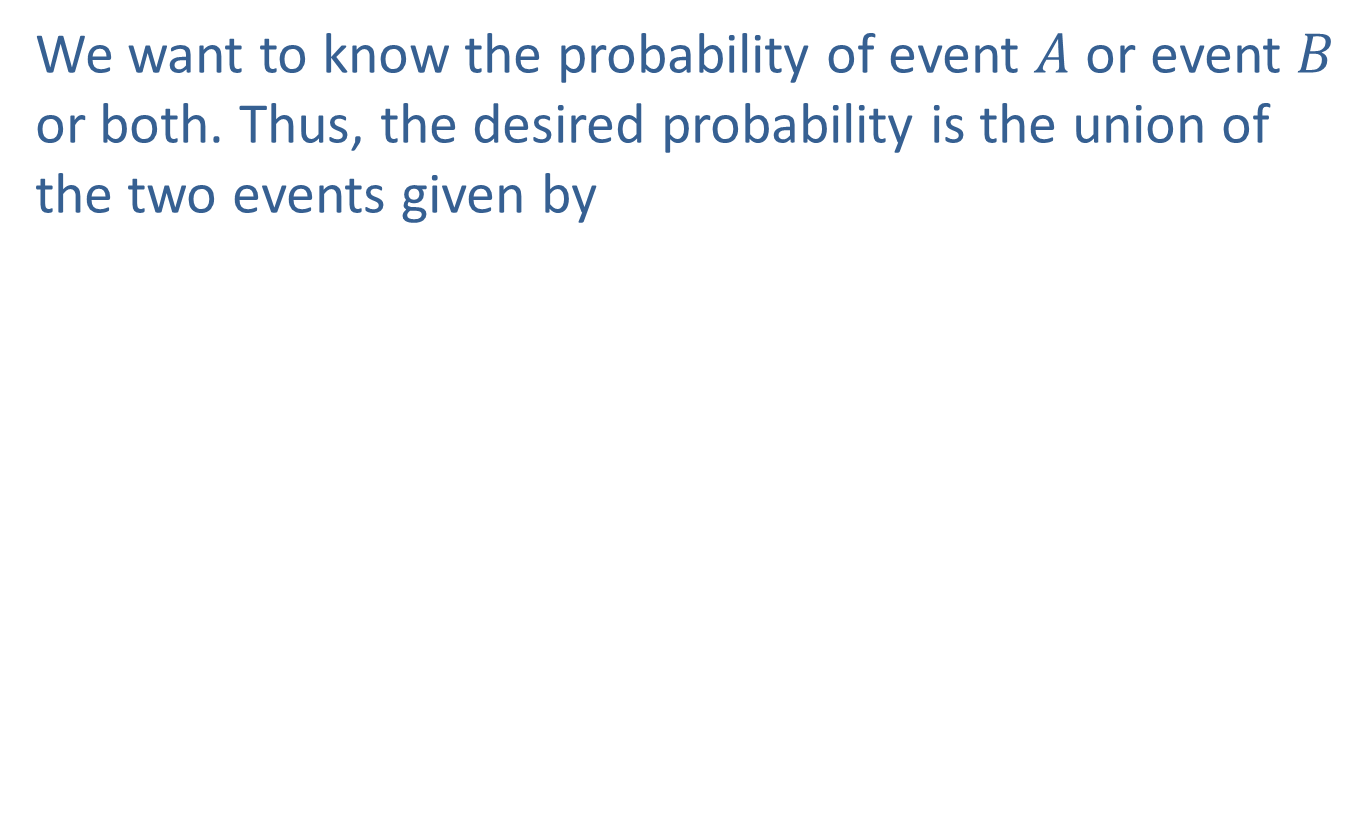 We want to know the probability of event A or event B
or both. Thus, the desired probability is the union of
the two events given by